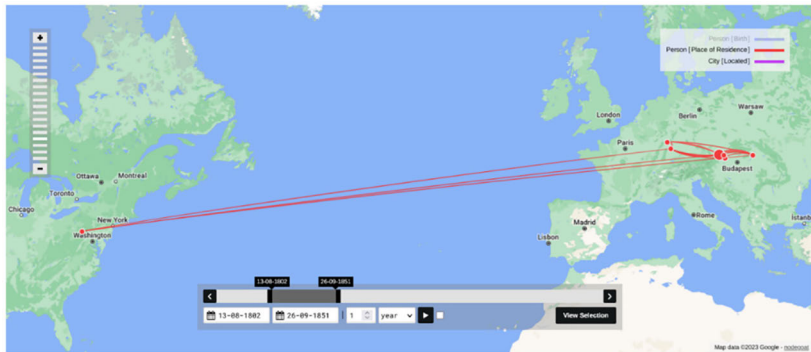 +
−
Person [Birth]
Person [Place of Residence]
City [Located]
London
Berlin
Warsaw
Paris
Budapest
Ottawa
Montreal
Toronto
Chicago
New York
Washington
Madrid
Lisbon
Rome
İstanb
13-08-1802
26-09-1851
13-08-1802
26-09-1851
1
year
View Selection
Map data ©2023 Google - nodegoat